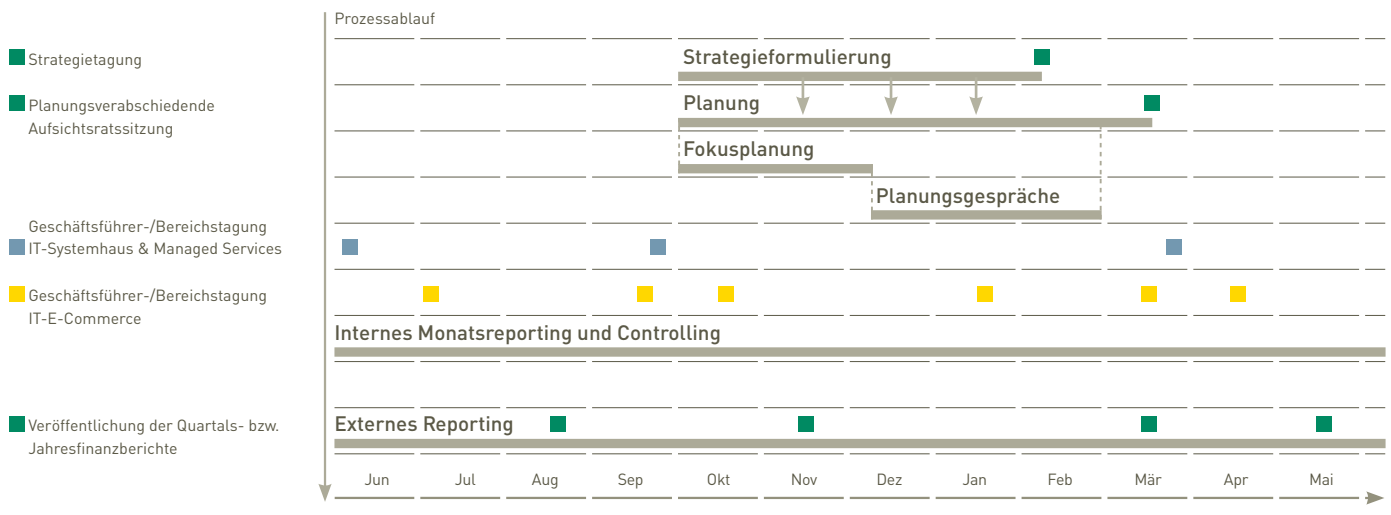 Prozessablauf
Strategietagung
Strategieformulierung
Planungsverabschiedende
Aufsichtsratssitzung
Planung
Fokusplanung
Planungsgespräche
Geschäftsführer-/Bereichstagung
IT-Systemhaus & Managed Services
Geschäftsführer-/Bereichstagung
IT-E-Commerce
Internes Monatsreporting und Controlling
Veröffentlichung der Quartals- bzw.
Jahresfinanzberichte
Externes Reporting
Jun Jul Aug Sep Okt Nov Dez Jan Feb Mär Apr Mai